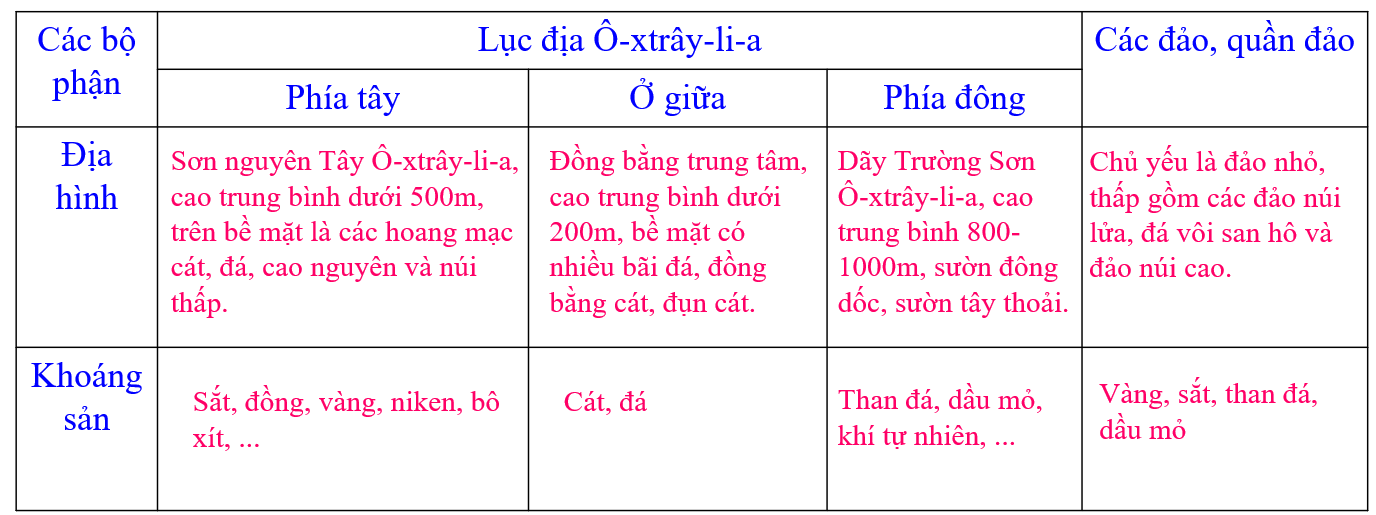 Các bộ
phận
Lục địa Ô-xtrây-li-a
Các đảo, quần đảo
Phía tây
Ở giữa
Phía đông
Địa
hình
Sơn nguyên Tây Ô-xtrây-li-a,
cao trung bình dưới 500m,
trên bề mặt là các hoang mạc
cát, đá, cao nguyên và núi
thấp.
Đồng bằng trung tâm,
cao trung bình dưới
200m, bề mặt có
nhiều bãi đá, đồng
bằng cát, đụn cát.
Dãy Trường Sơn
Ô-xtrây-li-a, cao
trung bình 800-
1000m, sườn đông
dốc, sườn tây thoải.
Chủ yếu là đảo nhỏ,
thấp gồm các đảo núi
lửa, đá vôi san hô và
đảo núi cao.
Khoáng
sản
Sắt, đồng, vàng, niken, bô
xít, ...
Cát, đá
Than đá, dầu mỏ,
khí tự nhiên, ...
Vàng, sắt, than đá,
dầu mỏ